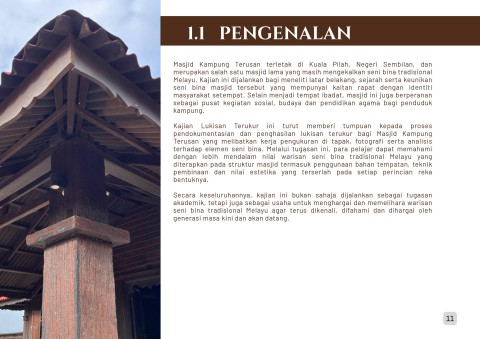 1.1 PENGENALAN
Masjid Kampung Terusan terletak di Kuala Pilah, Negeri Sembilan, dan
merupakan salah satu masjid lama yang masih mengekalkan seni bina tradisional
Melayu. Kajian ini dijalankan bagi meneliti latar belakang, sejarah serta keunikan
seni bina masjid tersebut yang mempunyai kaitan rapat dengan identiti
masyarakat setempat. Selain menjadi tempat ibadat, masjid ini juga berperanan
sebagai pusat kegiatan sosial, budaya dan pendidikan agama bagi penduduk
kampung.
Kajian Lukisan Terukur ini turut memberi tumpuan kepada proses
pendokumentasian dan penghasilan lukisan terukur bagi Masjid Kampung
Terusan yang melibatkan kerja pengukuran di tapak, fotografi serta analisis
terhadap elemen seni bina. Melalui tugasan ini, para pelajar dapat memahami
dengan lebih mendalam nilai warisan seni bina tradisional Melayu yang
diterapkan pada struktur masjid termasuk penggunaan bahan tempatan, teknik
pembinaan dan nilai estetika yang terserlah pada setiap perincian reka
bentuknya.
Secara keseluruhannya, kajian ini bukan sahaja dijalankan sebagai tugasan
akademik, tetapi juga sebagai usaha untuk menghargai dan memelihara warisan
seni bina tradisional Melayu agar terus dikenali, difahami dan dihargai oleh
generasi masa kini dan akan datang.
11